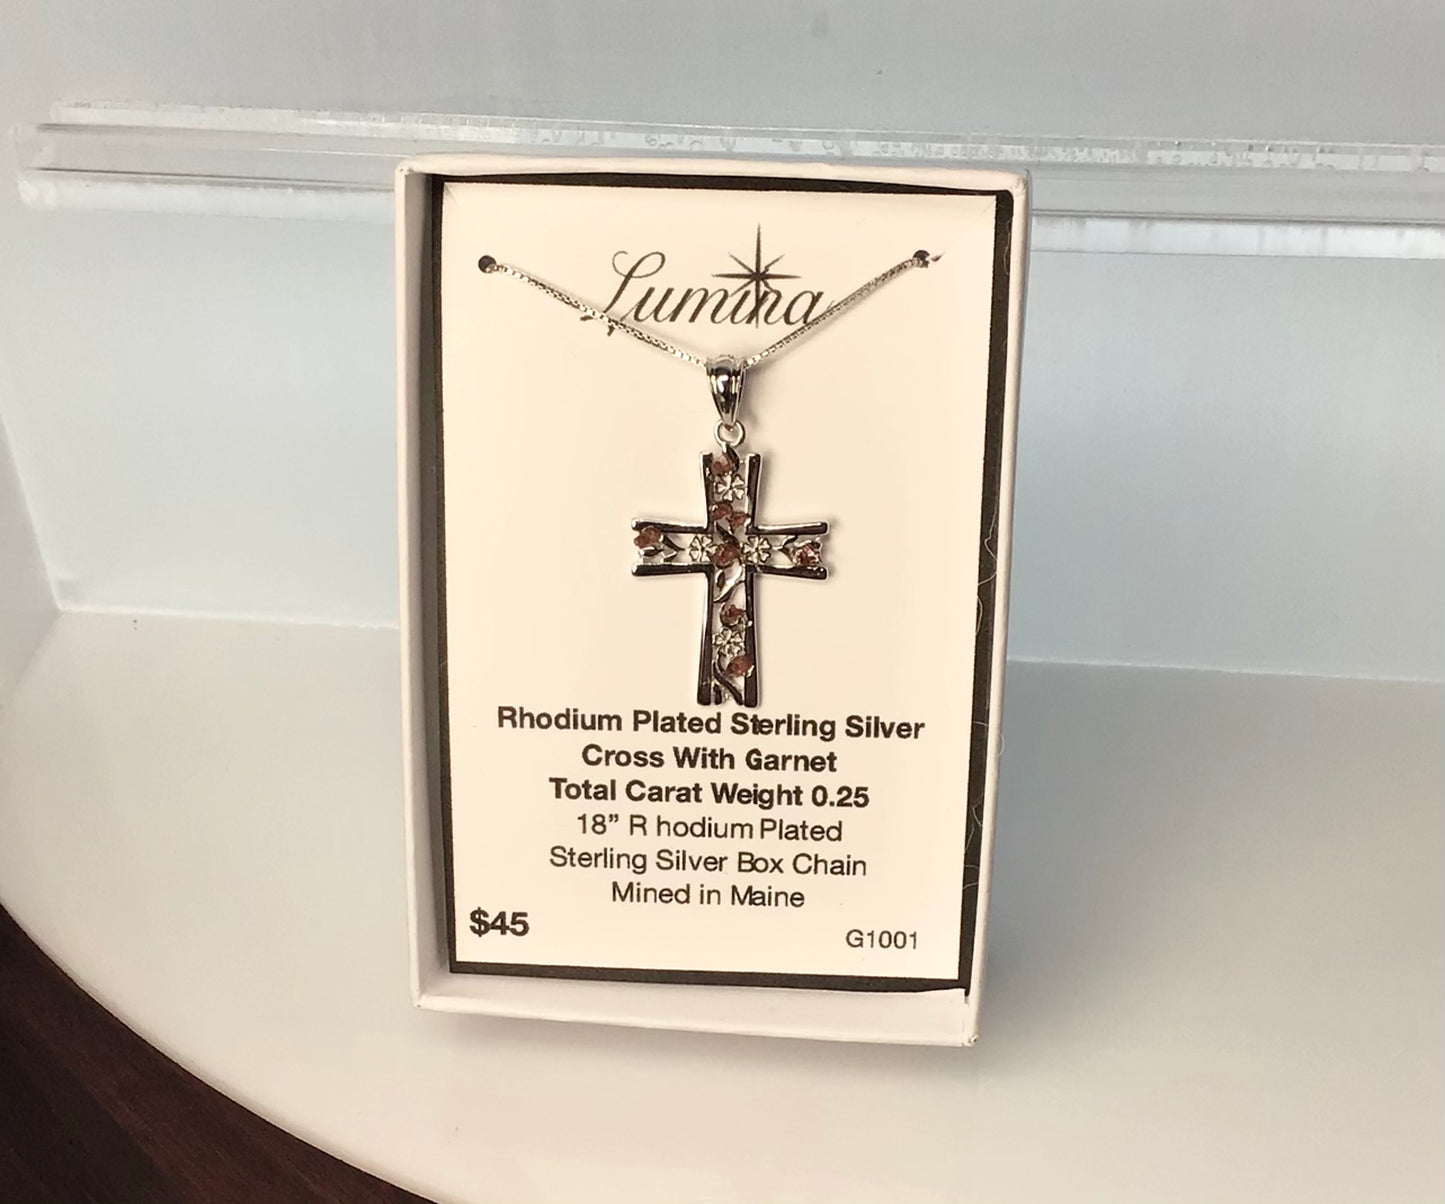 Lumina
Rhodium Plated Sterling Silver
Cross With Garnet
Total Carat Weight 0.25
18” R hodium Plated
Sterling Silver Box Chain
Mined in Maine
$45
G1001